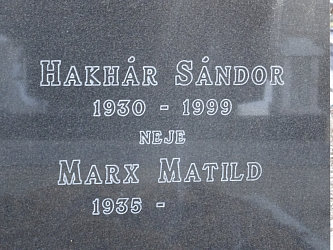 HAKHÁR SÁNDOR
1930 - 1999
NEJE
MARX MATILD
1935 -